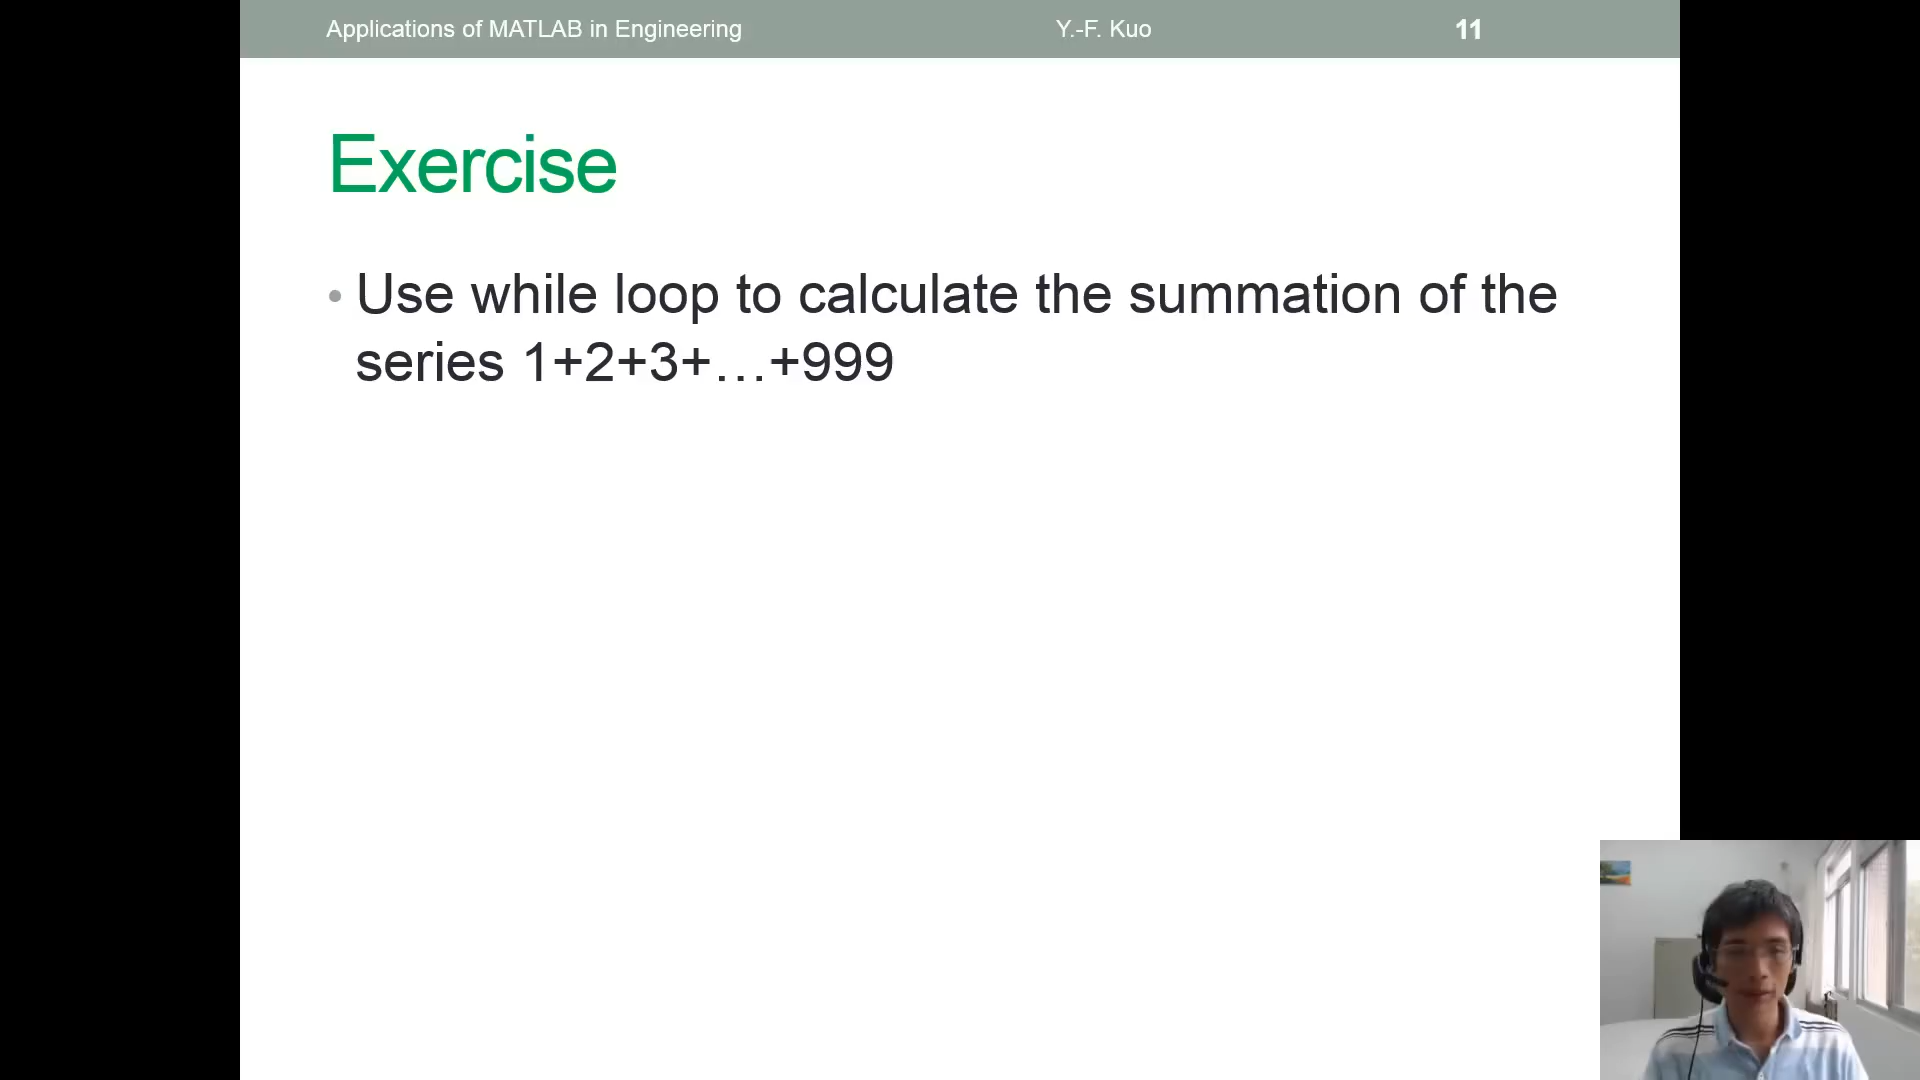 Applications of MATLAB in Engineering Y.-F. Kuo 11
Exercise
• Use while loop to calculate the summation of the
series 1+2+3+…+999